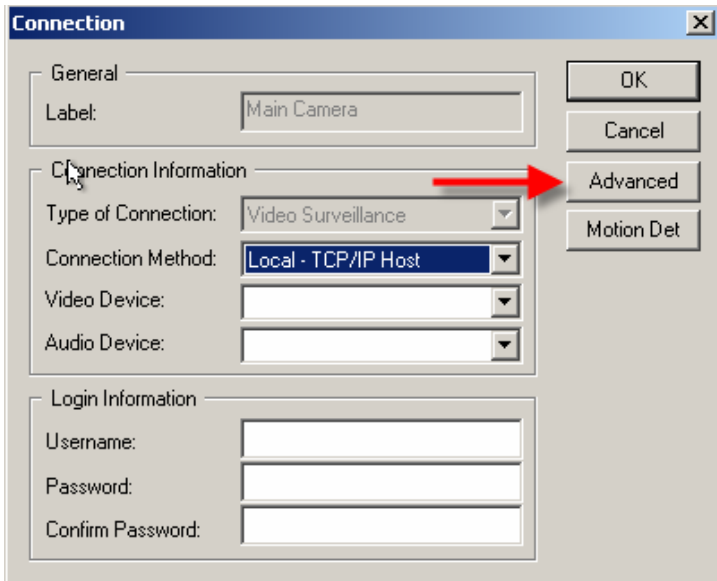 Connection
General
Label: Main Camera
Connection Information
Type of Connection: Video Surveillance
Connection Method: Local - TCP/IP Host
Video Device:
Audio Device:
Login Information
Username:
Password:
Confirm Password:
OK
Cancel
Advanced
Motion Det